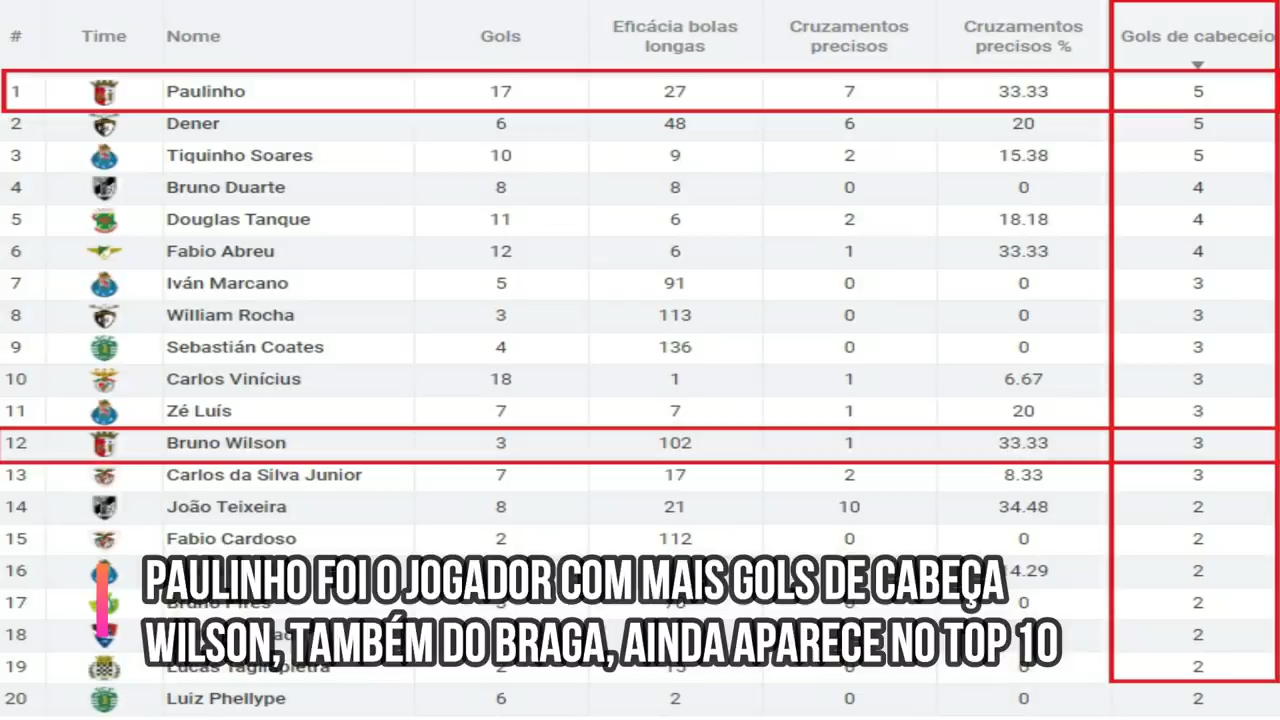 # Time Nome Gols Eficácia bolas longas Cruzamentos precisos Cruzamentos precisos % Gols de cabeceio
1 Paulinho 17 27 7 33.33 5
2 Dener 6 48 6 20 5
3 Tiquinho Soares 10 9 2 15.38 5
4 Bruno Duarte 8 8 0 0 4
5 Douglas Tanque 11 6 2 18.18 4
6 Fabio Abreu 12 6 1 33.33 4
7 Iván Marcano 5 91 0 0 3
8 William Rocha 3 113 0 0 3
9 Sebastián Coates 4 136 0 0 3
10 Carlos Vinícius 18 1 1 6.67 3
11 Zé Luís 7 7 1 20 3
12 Bruno Wilson 3 102 1 33.33 3
13 Carlos da Silva Junior 7 17 2 8.33 3
14 João Teixeira 8 21 10 34.48 2
15 Fabio Cardoso 2 112 0 0 2
16 14.29 2
PAULINHO FOI O JOGADOR COM MAIS GOLS DE CABEÇA
17 0 2
18 2
WILSON, TAMBÉM DO BRAGA, AINDA APARECE NO TOP 10
19 2
20 Luiz Phellype 6 2 0 0 2